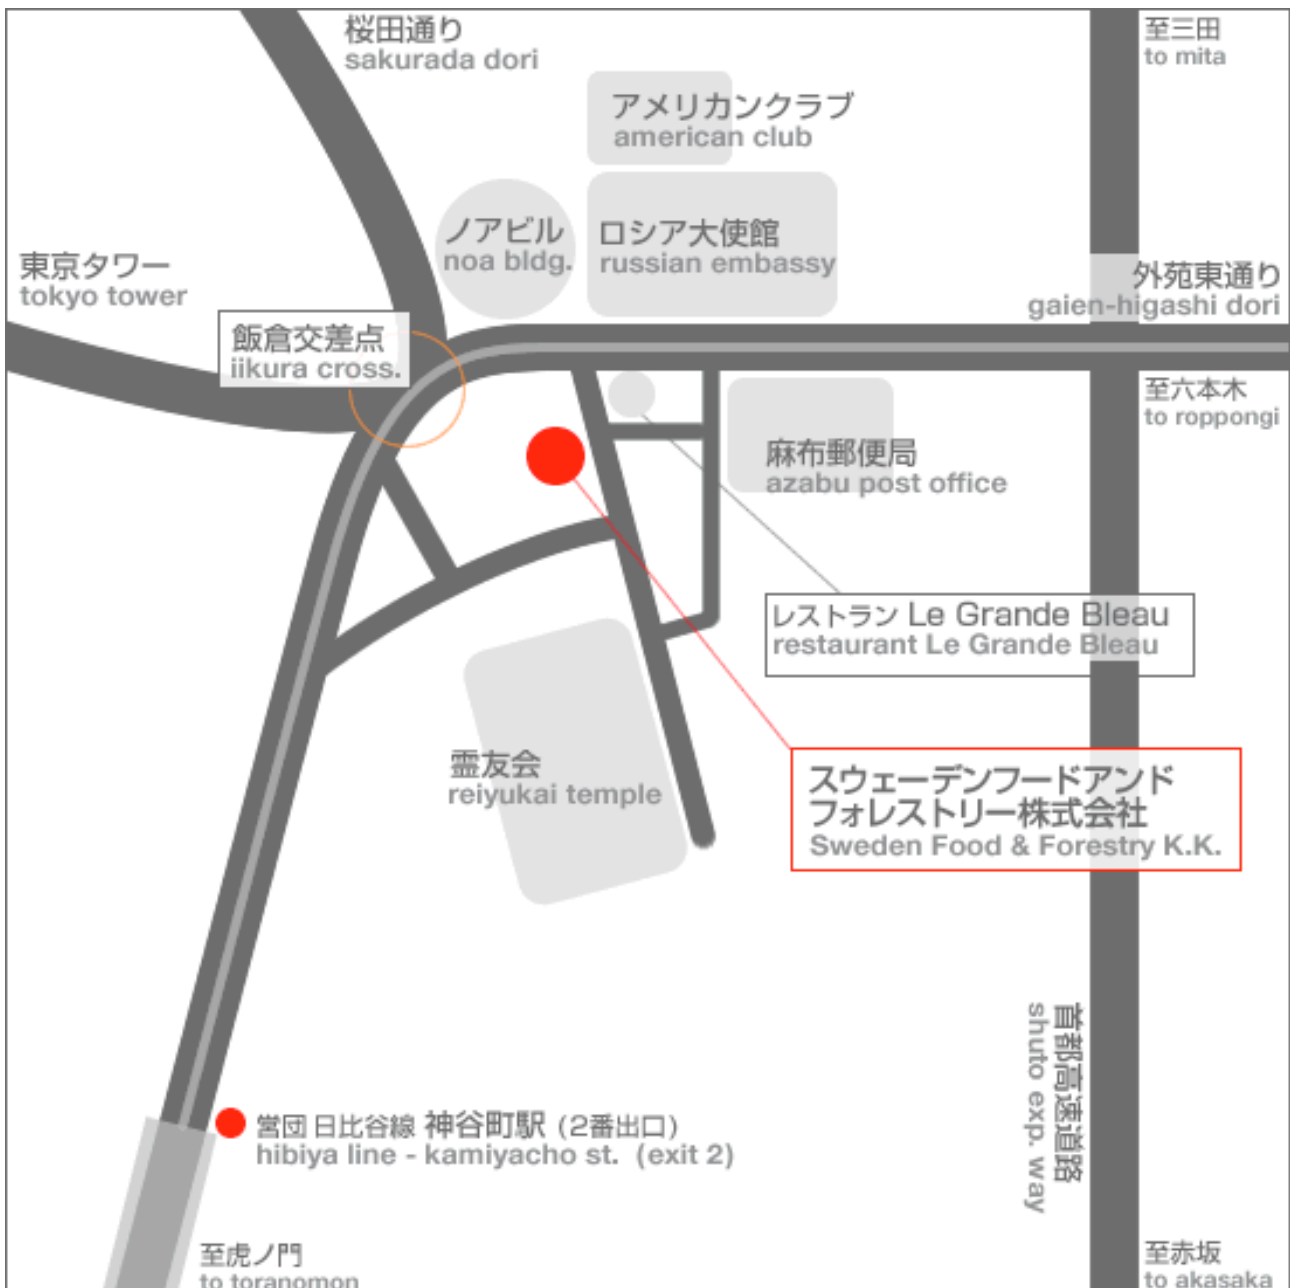 桜田通り
sakurada dori
至三田
to mita
アメリカンクラブ
american club
ノアビル
noa bldg.
ロシア大使館
russian embassy
東京タワー
tokyo tower
外苑東通り
gaien-higashi dori
飯倉交差点
iikura cross.
至六本木
to roppongi
麻布郵便局
azabu post office
レストラン Le Grande Bleau
restaurant Le Grande Bleau
霊友会
reiyukai temple
スウェーデンフードアンド
フォレストリー株式会社
Sweden Food & Forestry K.K.
首都高速道路
shuto exp. way
営団 日比谷線 神谷町駅 (2番出口)
hibiya line - kamiyacho st. (exit 2)
至虎ノ門
to toranomon
至赤坂
to akasaka